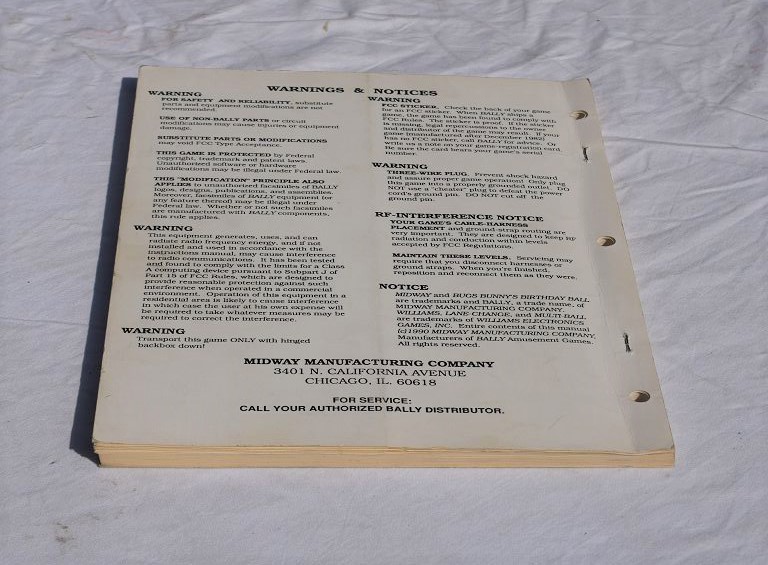 WARNINGS & NOTICES
WARNING
FOR SAFETY AND RELIABILITY, substitute
parts and equipment modifications are not
recommended.
USE OF NON-BALLY PARTS or circuit
modifications may cause injuries or equipment
damage.
SUBSTITUTE PARTS OR MODIFICATIONS
may void FCC Type Acceptance.
THIS GAME IS PROTECTED by Federal
copyright, trademark and patent laws.
Unauthorized software or hardware
modifications may be illegal under Federal law.
THIS "MODIFICATION" PRINCIPLE ALSO
APPLIES to unauthorized facsimiles of BALLY
logos, designs, publications, and assemblies.
Moreover, facsimiles of BALLY equipment (or
any feature thereof) may be illegal under
Federal law. Whether or not such facsimiles
are manufactured with BALLY components,
this rule applies.
WARNING
This equipment generates, uses, and can
radiate radio frequency energy, and if not
installed and used in accordance with the
instructions manual, may cause interference
to radio communications. It has been tested
and found to comply with the limits for a Class
A computing device pursuant to Subpart J of
Part 15 of FCC Rules, which are designed to
provide reasonable protection against such
interference when operated in a commercial
environment. Operation of this equipment in a
residential area is likely to cause interference
in which case the user at his own expense will
be required to take whatever measures may be
required to correct the interference.
WARNING
Transport this game ONLY with hinged
backbox down!
WARNING
FCC STICKER. Check the back of your game
for an FCC sticker. When BALLY ships a
game, the game has been found to comply with
FCC Rules. The sticker is proof. If the sticker
is missing, legal repercussions to the owner
and distributor of the game may result. If your
game (manufactured after December 1982)
has no FCC sticker, call BALLY for advice. Or
write us a note on your game-registration card.
Be sure the card bears your game's serial
number.
WARNING
THREE-WIRE PLUG. Prevent shock hazard
and assure proper game operation! Only plug
this game into a properly grounded outlet. DO
NOT use a "cheater" plug to defeat the power
cord's ground pin. DO NOT cut off the
ground pin.
RF-INTERFERENCE NOTICE
YOUR GAME'S CABLE-HARNESS
PLACEMENT and ground-strap routing are
very important. They are designed to keep RF
radiation and conduction within levels
accepted by FCC Regulations.
MAINTAIN THESE LEVELS. Servicing may
require that you disconnect harnesses or
ground straps. When you're finished,
reposition and reconnect them as they were.
NOTICE
MIDWAY and BUGS BUNNY'S BIRTHDAY BALL
are trademarks and BALLY, a trade name, of
MIDWAY MANUFACTURING COMPANY.
WILLIAMS, LANE CHANGE, and MULTI-BALL
are trademarks of WILLIAMS ELECTRONICS
GAMES, INC. Entire contents of this manual
(c)1990 MIDWAY MANUFACTURING COMPANY,
Manufacturers of BALLY Amusement Games.
All rights reserved.
MIDWAY MANUFACTURING COMPANY
3401 N. CALIFORNIA AVENUE
CHICAGO, IL. 60618
FOR SERVICE:
CALL YOUR AUTHORIZED BALLY DISTRIBUTOR.